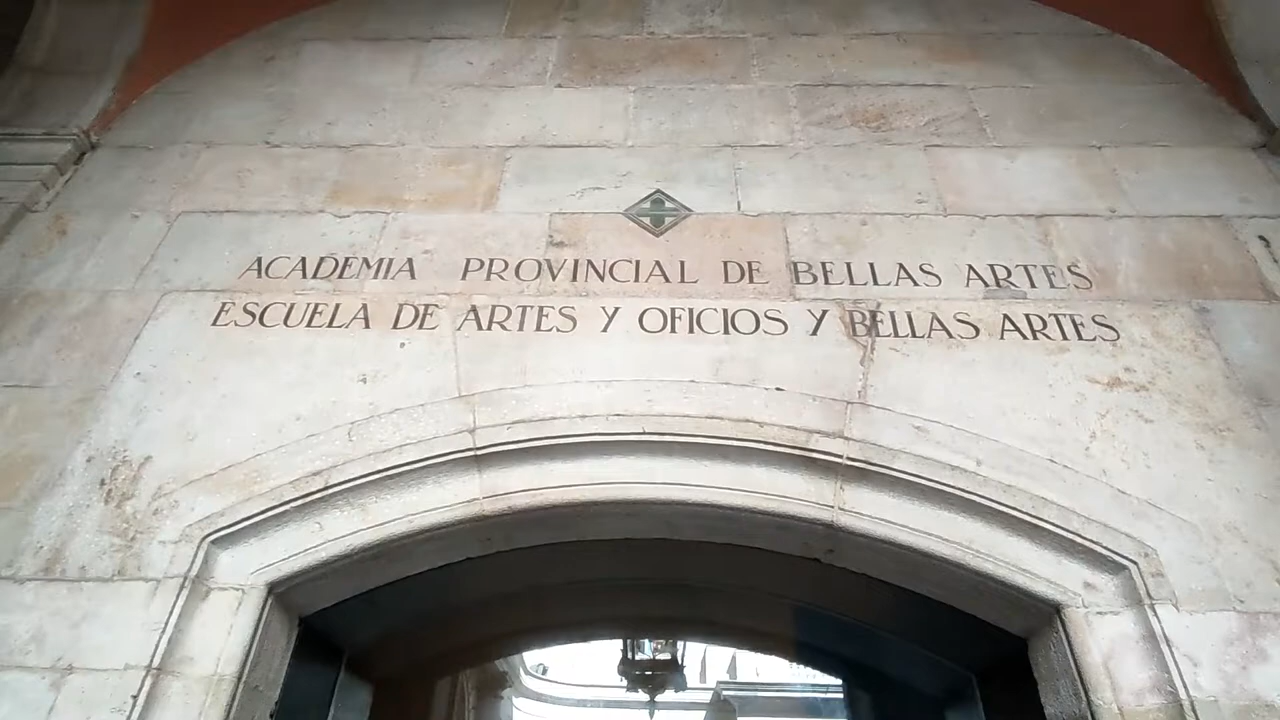 ACADEMIA PROVINCIAL DE BELLAS ARTES
ESCUELA DE ARTES Y OFICIOS Y BELLAS ARTES